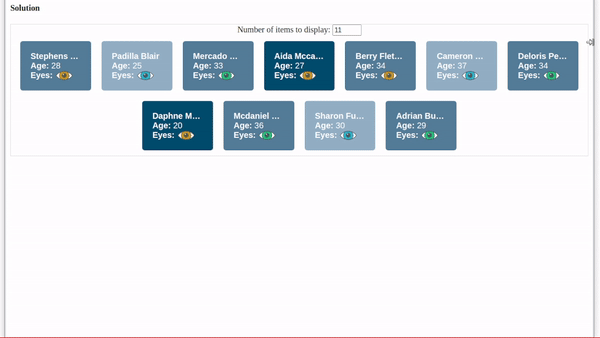 Solution
Number of items to display: 11
Stephens ...
Age: 28
Eyes:
Padilla Blair
Age: 25
Eyes:
Mercado ...
Age: 33
Eyes:
Aida Mcca...
Age: 27
Eyes:
Berry Flet...
Age: 34
Eyes:
Cameron ...
Age: 37
Eyes:
Deloris Pe...
Age: 34
Eyes:
Daphne M...
Age: 20
Eyes:
Mcdaniel ...
Age: 36
Eyes:
Sharon Fu...
Age: 30
Eyes:
Adrian Bu...
Age: 29
Eyes: